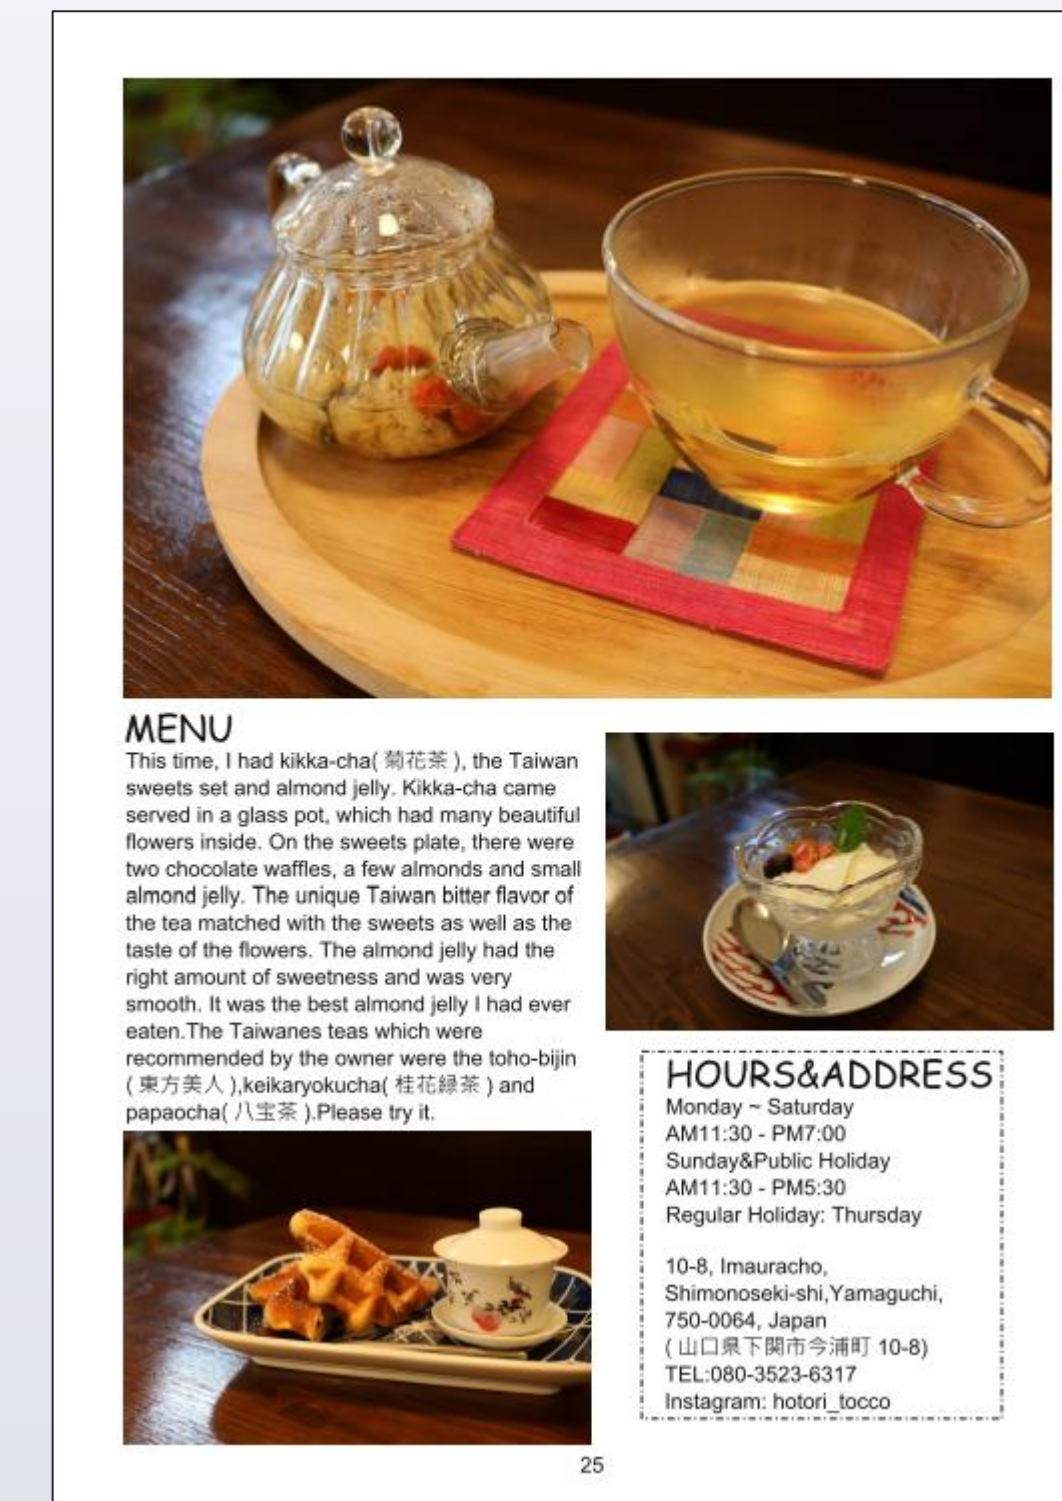 MENU
This time, I had kikka-cha( 菊花茶 ), the Taiwan
sweets set and almond jelly. Kikka-cha came
served in a glass pot, which had many beautiful
flowers inside. On the sweets plate, there were
two chocolate waffles, a few almonds and small
almond jelly. The unique Taiwan bitter flavor of
the tea matched with the sweets as well as the
taste of the flowers. The almond jelly had the
right amount of sweetness and was very
smooth. It was the best almond jelly I had ever
eaten.The Taiwanes teas which were
recommended by the owner were the toho-bijin
( 東方美人 ),keikaryokucha( 桂花緑茶 ) and
papaocha( 八宝茶 ).Please try it.
HOURS&ADDRESS
Monday ~ Saturday
AM11:30 - PM7:00
Sunday&Public Holiday
AM11:30 - PM5:30
Regular Holiday: Thursday
10-8, Imauracho,
Shimonoseki-shi,Yamaguchi,
750-0064, Japan
( 山口県下関市今浦町 10-8)
TEL:080-3523-6317
Instagram: hotori_tocco
25